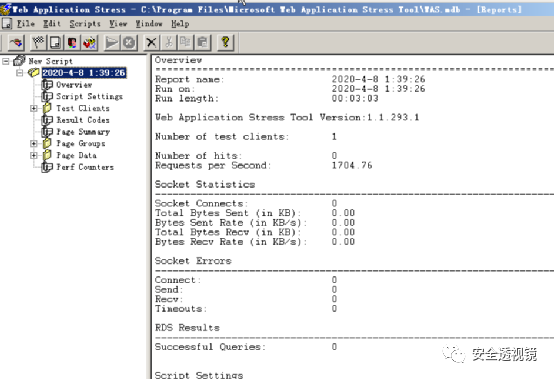 Web Application Stress - C:\Program Files\Microsoft Web Application Stress Tool\WAS.mdb - [Reports]
File Edit Scripts View Window Help
New Script
2020-4-8 1:39:26
Overview
Script Settings
Test Clients
Result Codes
Page Summary
Page Groups
Page Data
Perf Counters
Overview
Report name: 2020-4-8 1:39:26
Run on: 2020-4-8 1:39:26
Run length: 00:03:03
Web Application Stress Tool Version:1.1.293.1
Number of test clients: 1
Number of hits: 0
Requests per Second: 1704.76
Socket Statistics
Socket Connects: 0
Total Bytes Sent (in KB): 0.00
Bytes Sent Rate (in KB/s): 0.00
Total Bytes Recv (in KB): 0.00
Bytes Recv Rate (in KB/s): 0.00
Socket Errors
Connect: 0
Send: 0
Recv: 0
Timeouts: 0
RDS Results
Successful Queries: 0
Script Settings
安全透视镜